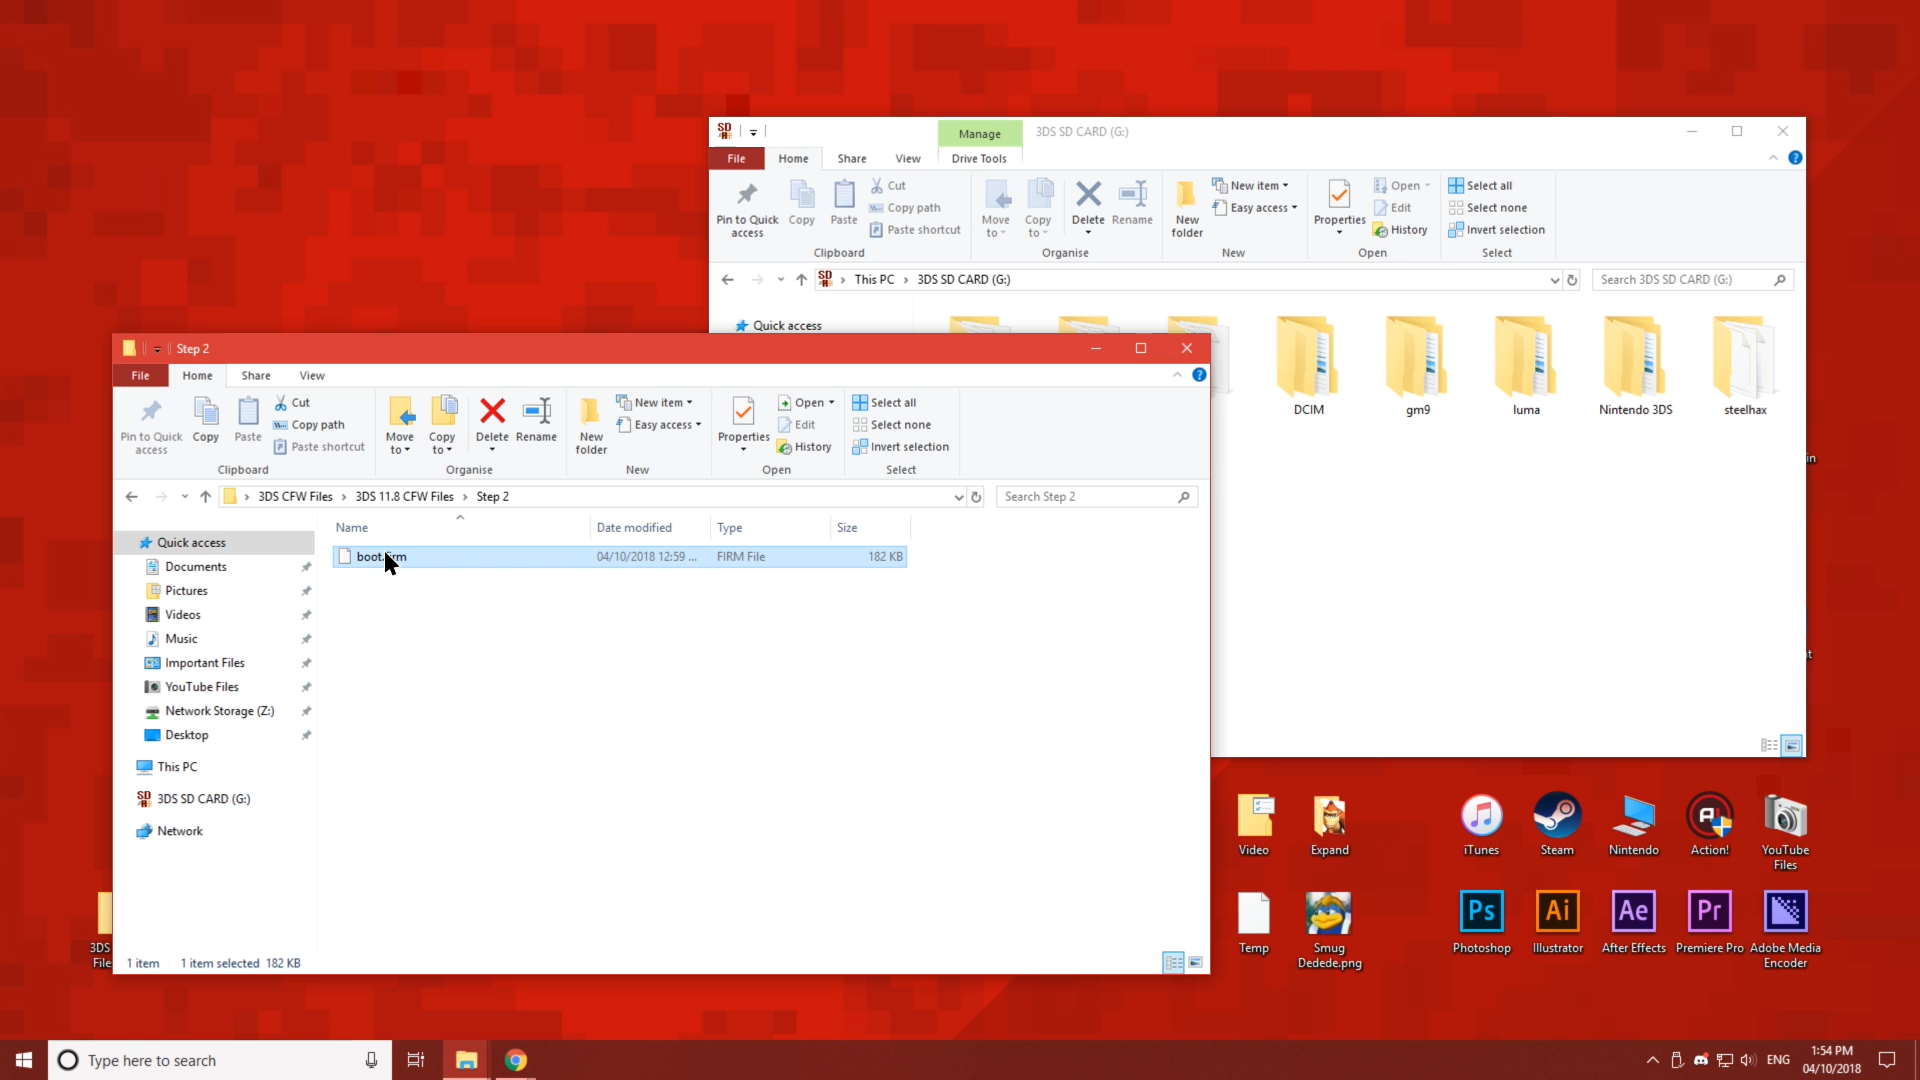 Manage
3DS SD CARD (G:)
File
Home
Share
View
Drive Tools
Pin to Quick access
Copy
Paste
Cut
Copy path
Paste shortcut
Move to
Copy to
Delete
Rename
New folder
New item
Easy access
Properties
Open
Edit
History
Select all
Select none
Invert selection
Clipboard
Organise
New
Open
Select
This PC
3DS SD CARD (G:)
Search 3DS SD CARD (G:)
Quick access
DCIM
gm9
luma
Nintendo 3DS
steelhax
Step 2
File
Home
Share
View
Pin to Quick access
Copy
Paste
Cut
Copy path
Paste shortcut
Move to
Copy to
Delete
Rename
New folder
New item
Easy access
Properties
Open
Edit
History
Select all
Select none
Invert selection
Clipboard
Organise
New
Open
Select
3DS CFW Files
3DS 11.8 CFW Files
Step 2
Search Step 2
Name
Date modified
Type
Size
boot.firm
04/10/2018 12:59 ...
FIRM File
182 KB
Quick access
Documents
Pictures
Videos
Music
Important Files
YouTube Files
Network Storage (Z:)
Desktop
This PC
3DS SD CARD (G:)
Network
1 item
1 item selected 182 KB
3DS
Video
Expand
iTunes
Steam
Nintendo
Action!
YouTube
Files
Temp
Smug
Dedede.png
Ps
Ai
Ae
Pr
Photoshop
Illustrator
After Effects
Premiere Pro
Adobe Media
Encoder
Type here to search
ENG
1:54 PM
04/10/2018